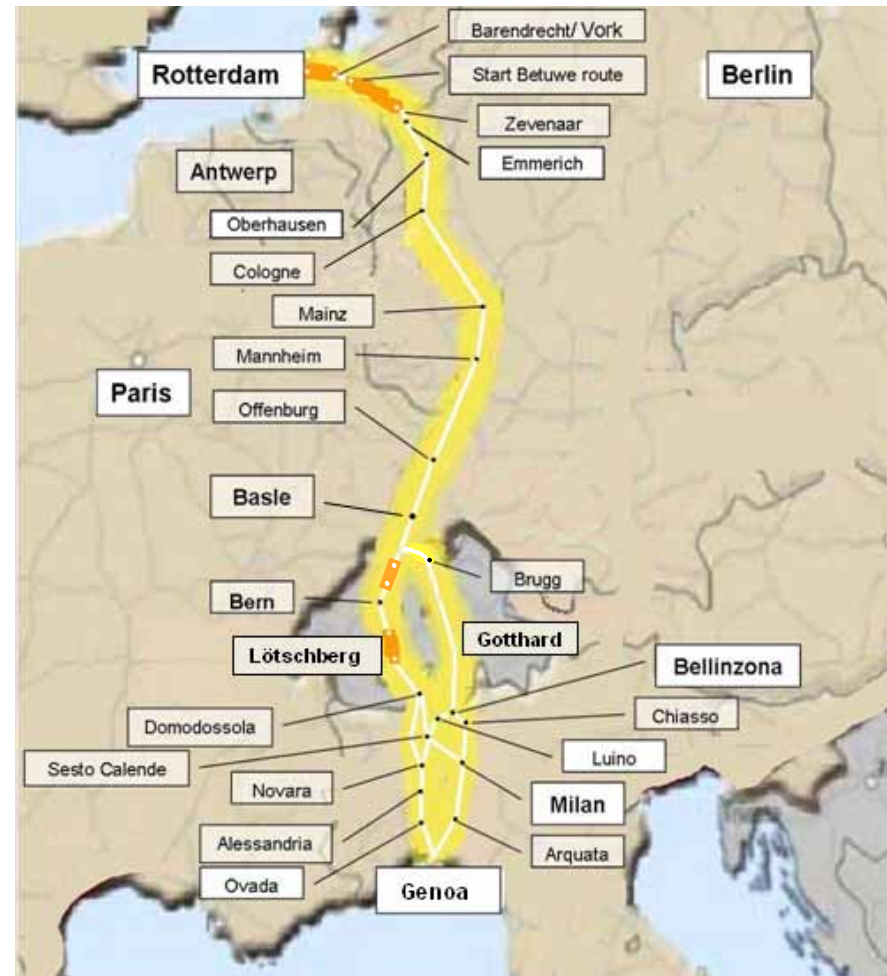 Barendrecht/ Vork
Rotterdam
Start Betuwe route
Berlin
Zevenaar
Emmerich
Antwerp
Oberhausen
Cologne
Mainz
Mannheim
Paris
Offenburg
Basle
Brugg
Bern
Gotthard
Lötschberg
Bellinzona
Domodossola
Chiasso
Luino
Sesto Calende
Novara
Milan
Alessandria
Arquata
Ovada
Genoa